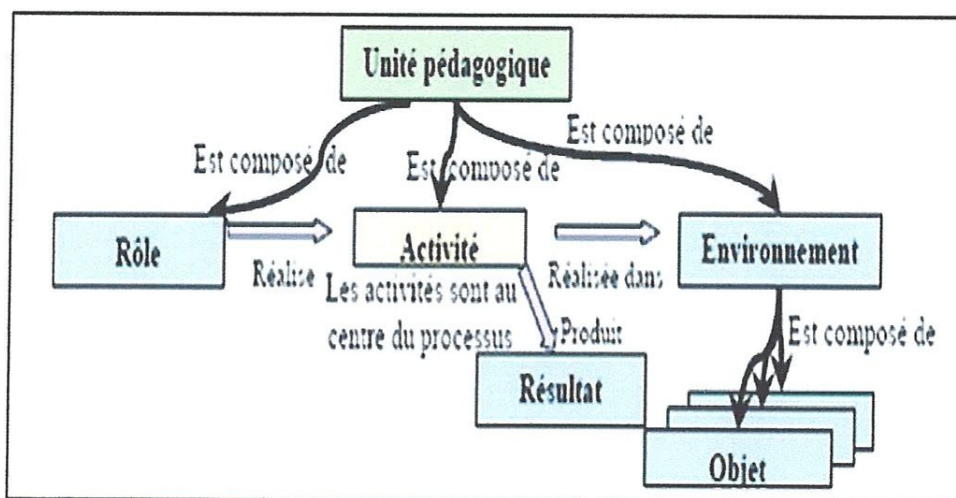 Unité pédagogique
Est composé de
Est composé de
Est composé de
Rôle
Réalise
Activité
Réalisée dans
Environnement
Les activités sont au
centre du processus
Produit
Est composé de
Résultat
Objet